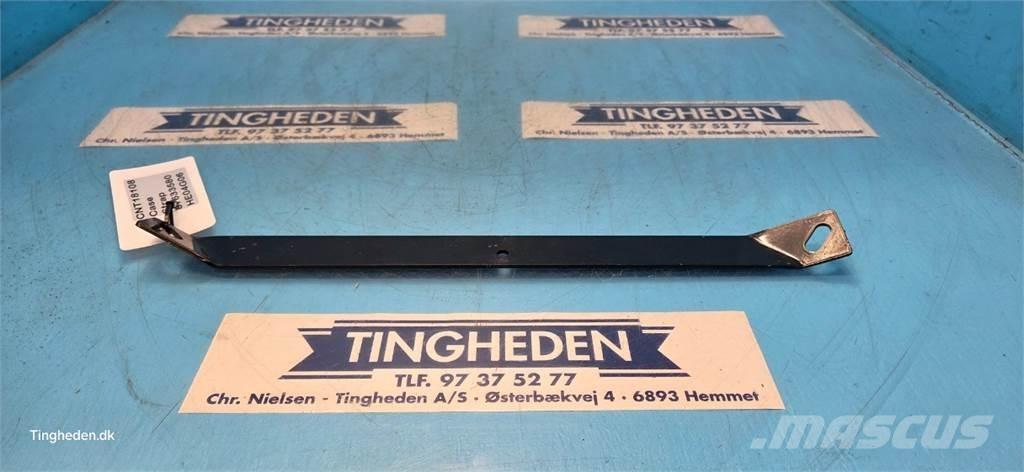 TINGHEDEN
TLF. 97 37 52 77
TINGHEDEN
TLF. 97 37 52 77
TINGHEDEN
TLF. 97 37 52 77
Chr. Nielsen - Tingheden A/S - Østerbækvej 4 - 6893 Hemmet
TINGHEDEN
TLF. 97 37 52 77
Chr. Nielsen - Tingheden A/S - Østerbækvej 4 - 6893 Hemmet
CNT18108
Case
HE04G06
TINGHEDEN
TLF. 97 37 52 77
Chr. Nielsen - Tingheden A/S · Østerbækvej 4 · 6893 Hemmet
Tingheden.dk
MASCUS